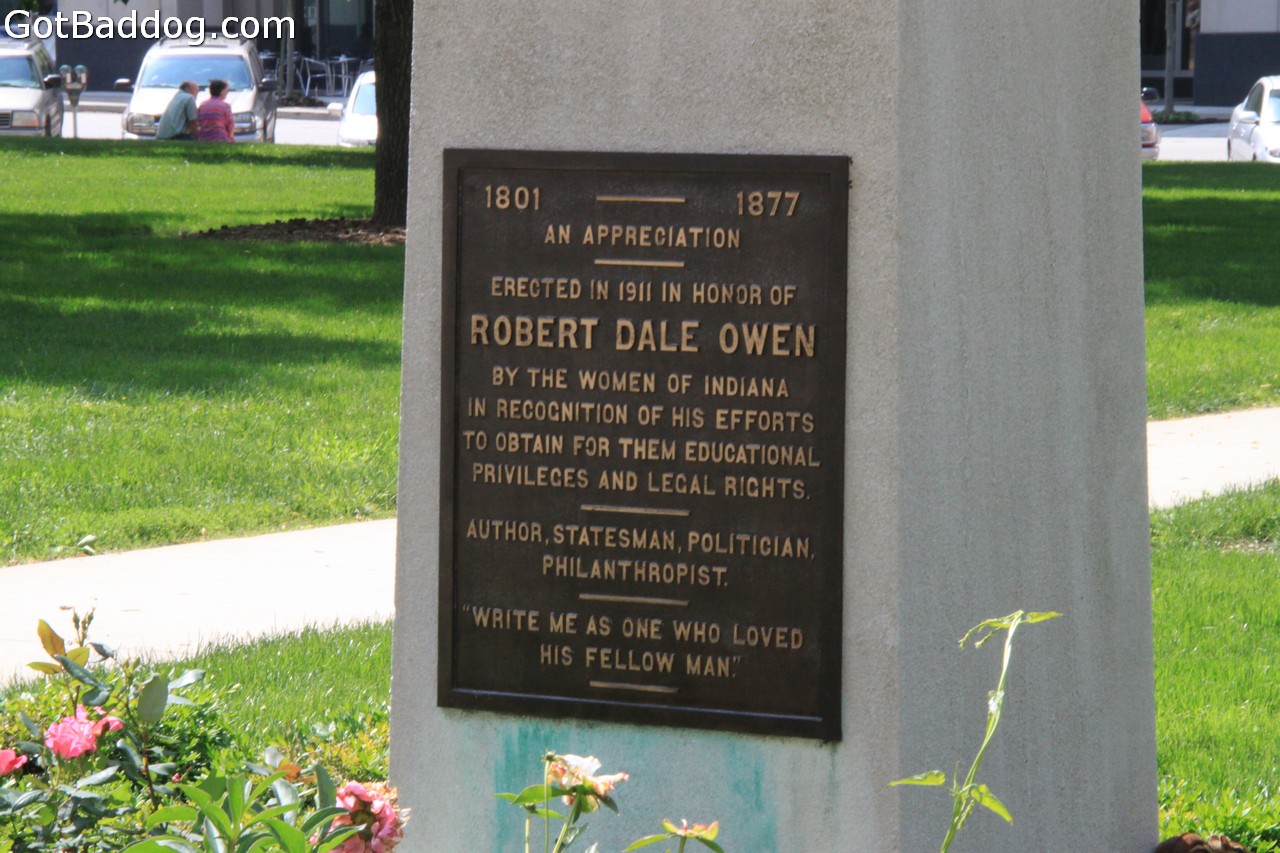 GotBaddog.com
1801 1877
AN APPRECIATION
ERECTED IN 1911 IN HONOR OF
ROBERT DALE OWEN
BY THE WOMEN OF INDIANA
IN RECOGNITION OF HIS EFFORTS
TO OBTAIN FOR THEM EDUCATIONAL
PRIVILEGES AND LEGAL RIGHTS.
AUTHOR, STATESMAN, POLITICIAN,
PHILANTHROPIST.
"WRITE ME AS ONE WHO LOVED
HIS FELLOW MAN."